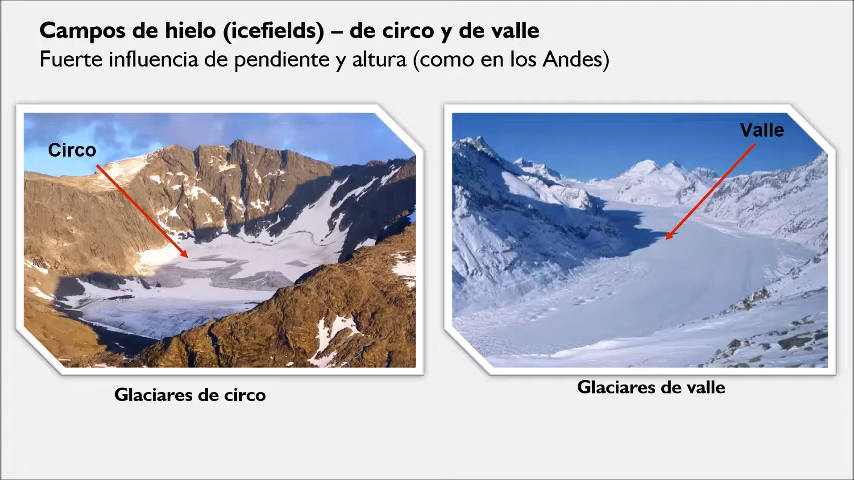 Campos de hielo (icefields) – de circo y de valle
Fuerte influencia de pendiente y altura (como en los Andes)
Circo
Valle
Glaciares de circo
Glaciares de valle